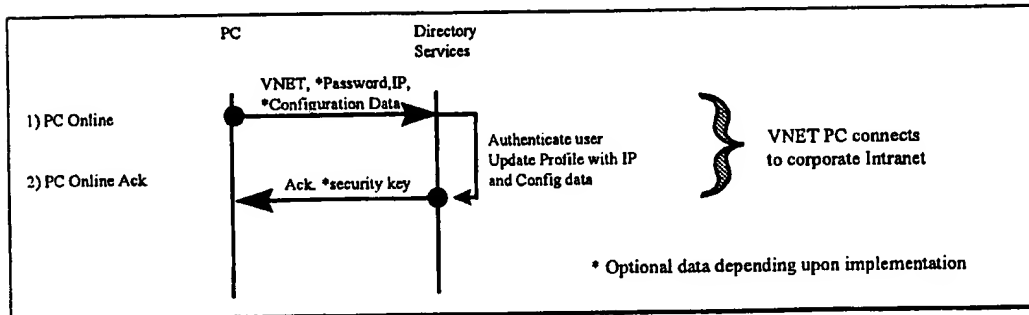 PC
Directory
Services
VNET, *Password,IP,
*Configuration Data
1) PC Online
Authenticate user
Update Profile with IP
and Config data
VNET PC connects
to corporate Intranet
2) PC Online Ack
Ack. *security key
* Optional data depending upon implementation